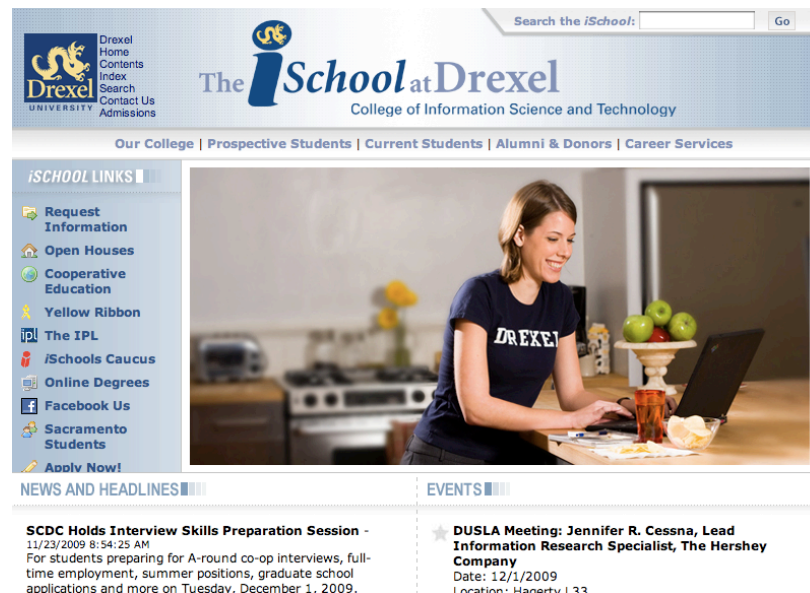 Search the iSchool:
Go
Drexel
UNIVERSITY
Drexel
Home
Contents
Index
Search
Contact Us
Admissions
The iSchool at Drexel
College of Information Science and Technology
Our College | Prospective Students | Current Students | Alumni & Donors | Career Services
iSCHOOL LINKS
Request
Information
Open Houses
Cooperative
Education
Yellow Ribbon
ipl The IPL
iSchools Caucus
Online Degrees
f Facebook Us
Sacramento
Students
Apply Now!
DREXEL
NEWS AND HEADLINES
SCDC Holds Interview Skills Preparation Session -
11/23/2009 8:54:25 AM
For students preparing for A-round co-op interviews, full-
time employment, summer positions, graduate school
applications and more on Tuesday, December 1, 2009.
EVENTS
DUSLA Meeting: Jennifer R. Cessna, Lead
Information Research Specialist, The Hershey
Company
Date: 12/1/2009
Location: Hagerty | 33